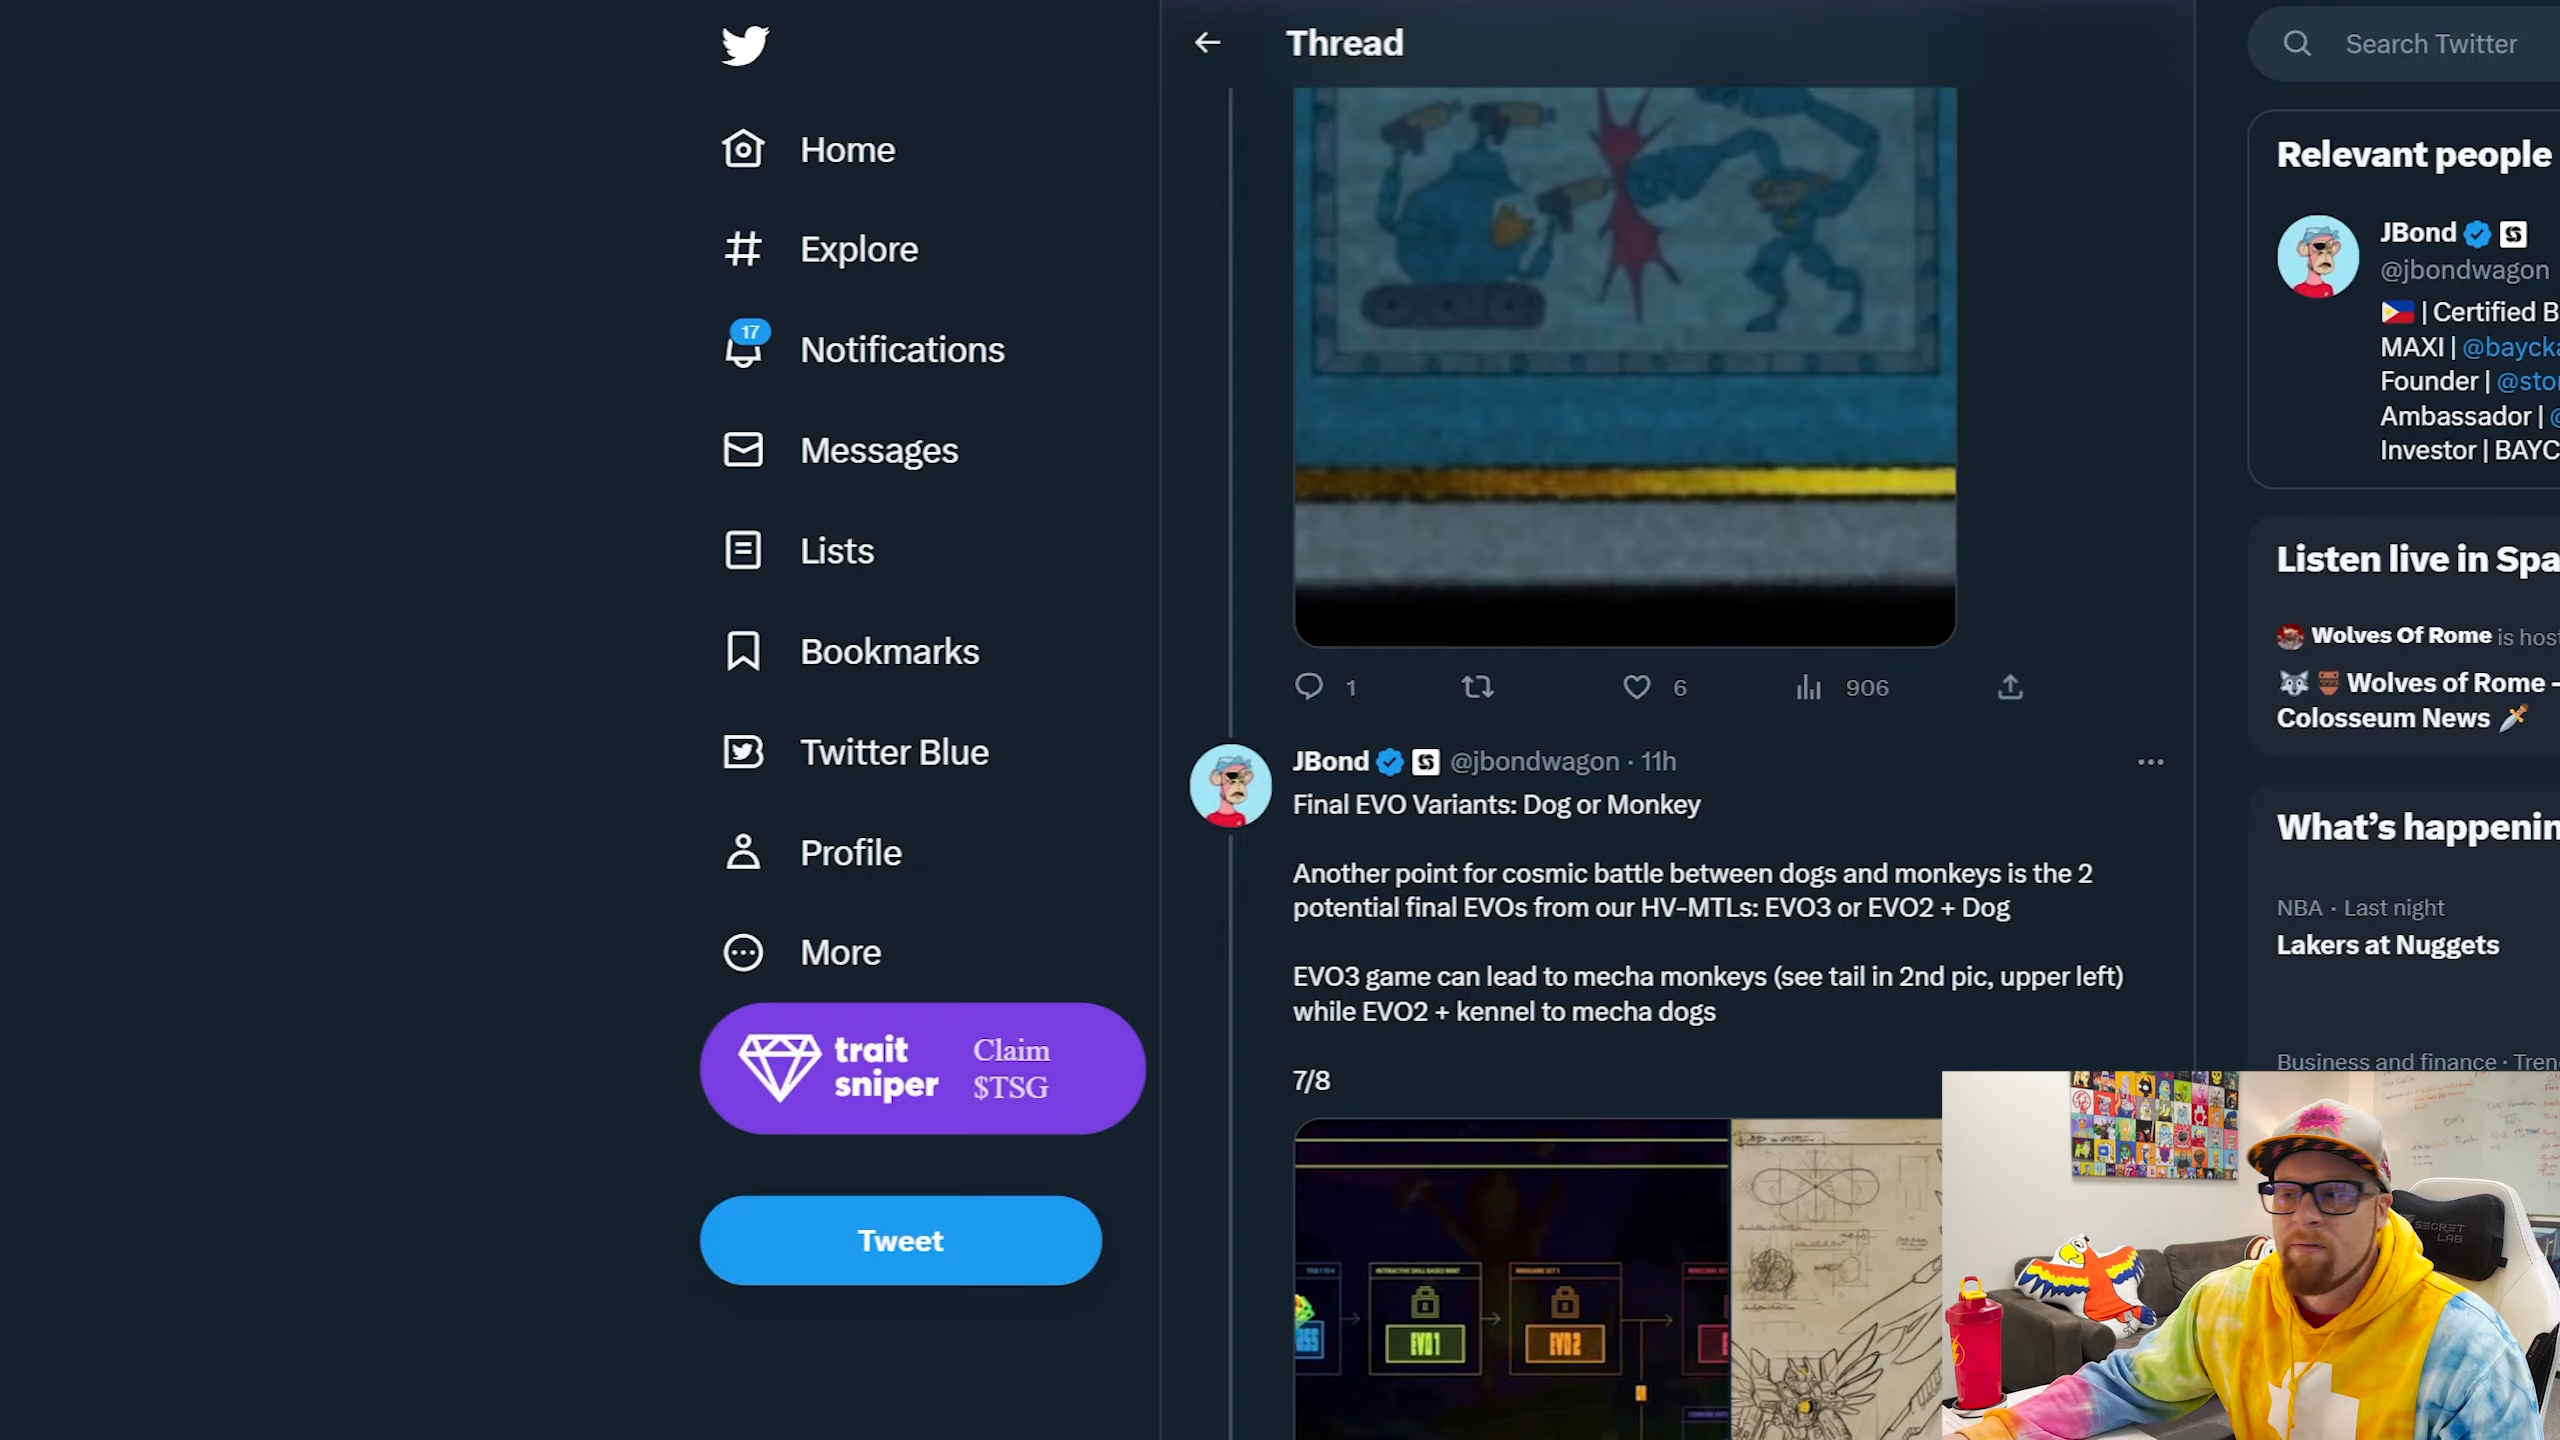 Home
Explore
17
Notifications
Messages
Lists
Bookmarks
Twitter Blue
Profile
More
trait
sniper
Claim
$TSG
Tweet
Thread
1
6
906
JBond @jbondwagon · 11h
Final EVO Variants: Dog or Monkey
Another point for cosmic battle between dogs and monkeys is the 2
potential final EVOs from our HV-MTLs: EVO3 or EVO2 + Dog
EVO3 game can lead to mecha monkeys (see tail in 2nd pic, upper left)
while EVO2 + kennel to mecha dogs
7/8
EVO1
EVO2
Search Twitter
Relevant people
JBond
@jbondwagon
| Certified B
MAXI | @baycka
Founder | @sto
Ambassador | @
Investor | BAYC
Listen live in Spa
Wolves Of Rome is host
Wolves of Rome -
Colosseum News
What's happenin
NBA · Last night
Lakers at Nuggets
Business and finance · Tren
SECRET
LAB